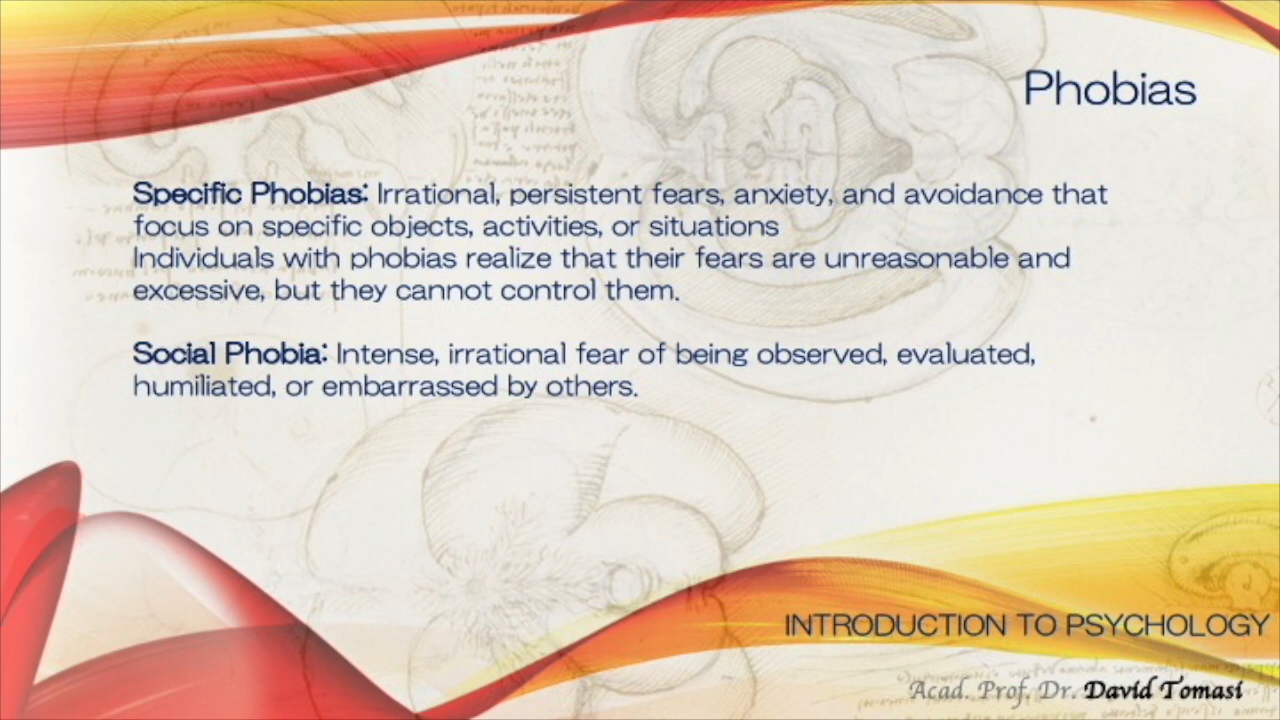 Phobias
Specific Phobias: Irrational, persistent fears, anxiety, and avoidance that
focus on specific objects, activities, or situations
Individuals with phobias realize that their fears are unreasonable and
excessive, but they cannot control them.
Social Phobia: Intense, irrational fear of being observed, evaluated,
humiliated, or embarrassed by others.
INTRODUCTION TO PSYCHOLOGY
Acad. Prof. Dr. David Tomasi